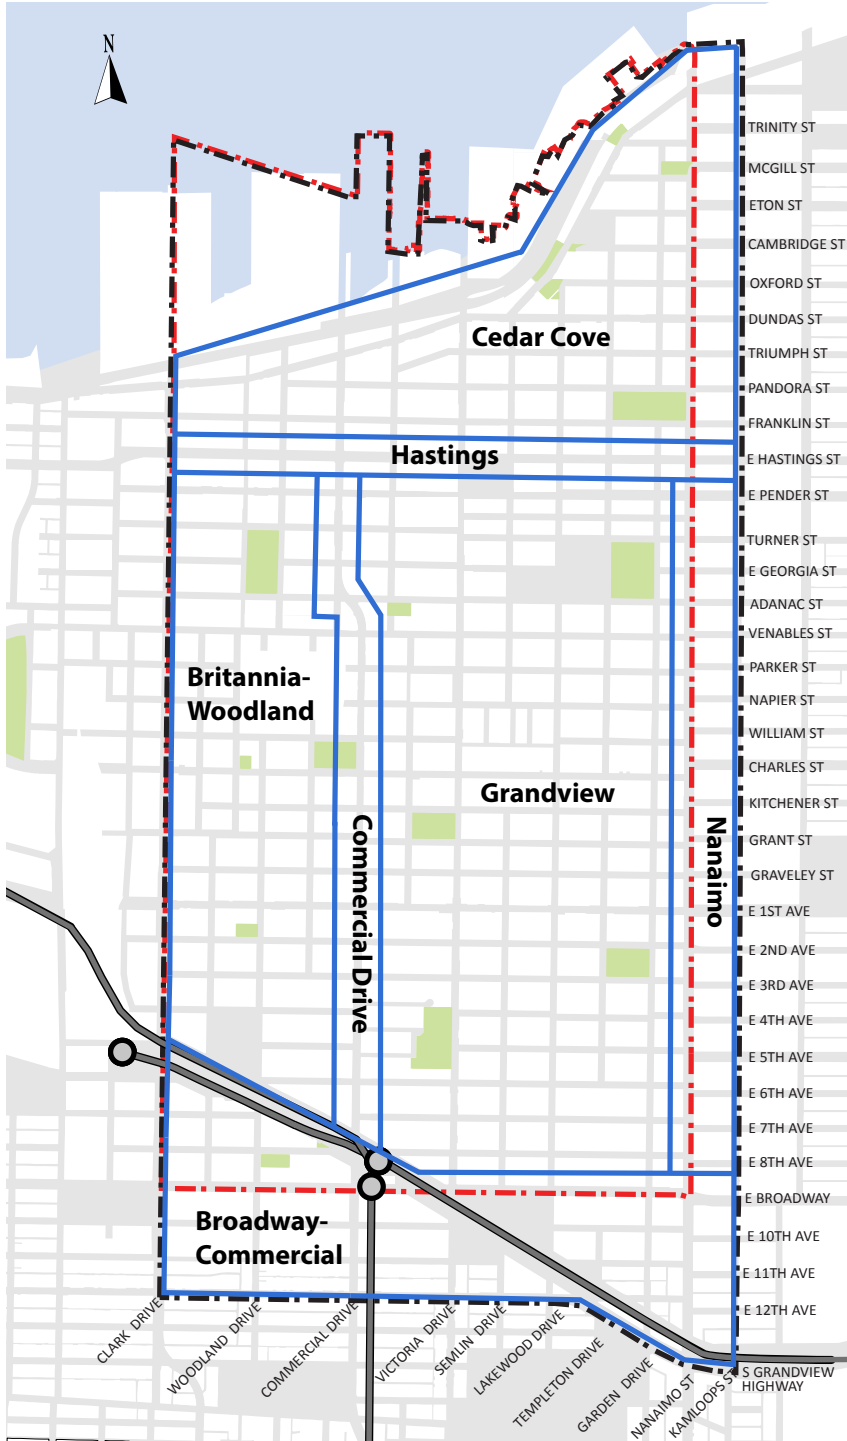 N
TRINITY ST
MCGILL ST
ETON ST
CAMBRIDGE ST
OXFORD ST
DUNDAS ST
Cedar Cove
TRIUMPH ST
PANDORA ST
FRANKLIN ST
Hastings
E HASTINGS ST
E PENDER ST
TURNER ST
E GEORGIA ST
ADANAC ST
VENABLES ST
Britannia-
Woodland
PARKER ST
NAPIER ST
WILLIAM ST
CHARLES ST
Grandview
KITCHENER ST
Commercial Drive
Nanaimo
GRANT ST
GRAVELEY ST
E 1ST AVE
E 2ND AVE
E 3RD AVE
E 4TH AVE
E 5TH AVE
E 6TH AVE
E 7TH AVE
E 8TH AVE
E BROADWAY
Broadway-
Commercial
E 10TH AVE
E 11TH AVE
E 12TH AVE
CLARK DRIVE
WOODLAND DRIVE
COMMERCIAL DRIVE
VICTORIA DRIVE
SEMLIN DRIVE
LAKEWOOD DRIVE
TEMPLETON DRIVE
GARDEN DRIVE
NANAIMO ST
KAMLOOPS ST
S GRANDVIEW
HIGHWAY